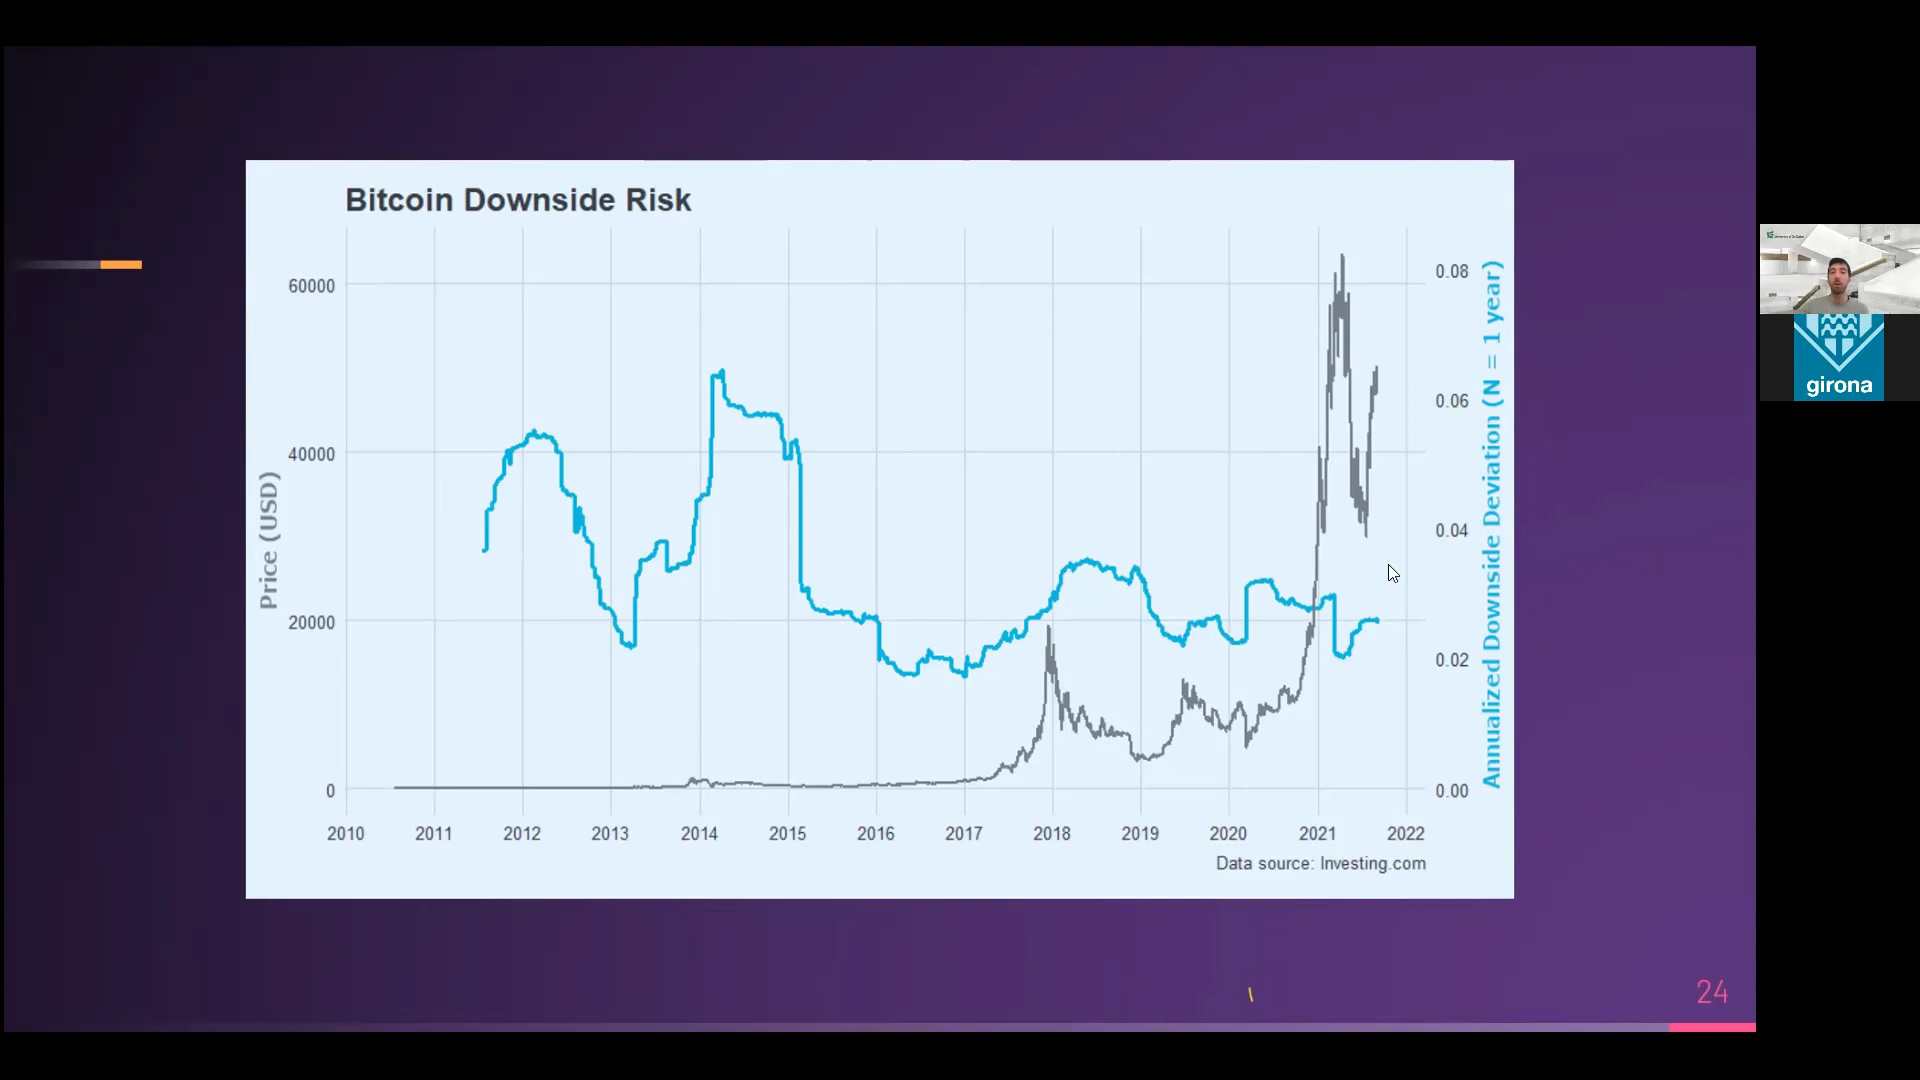 Bitcoin Downside Risk
Price (USD)
60000
40000
20000
0
0.08
0.06
0.04
0.02
0.00
Annualized Downside Deviation (N = 1 year)
2010 2011 2012 2013 2014 2015 2016 2017 2018 2019 2020 2021 2022
Data source: Investing.com
24
girona